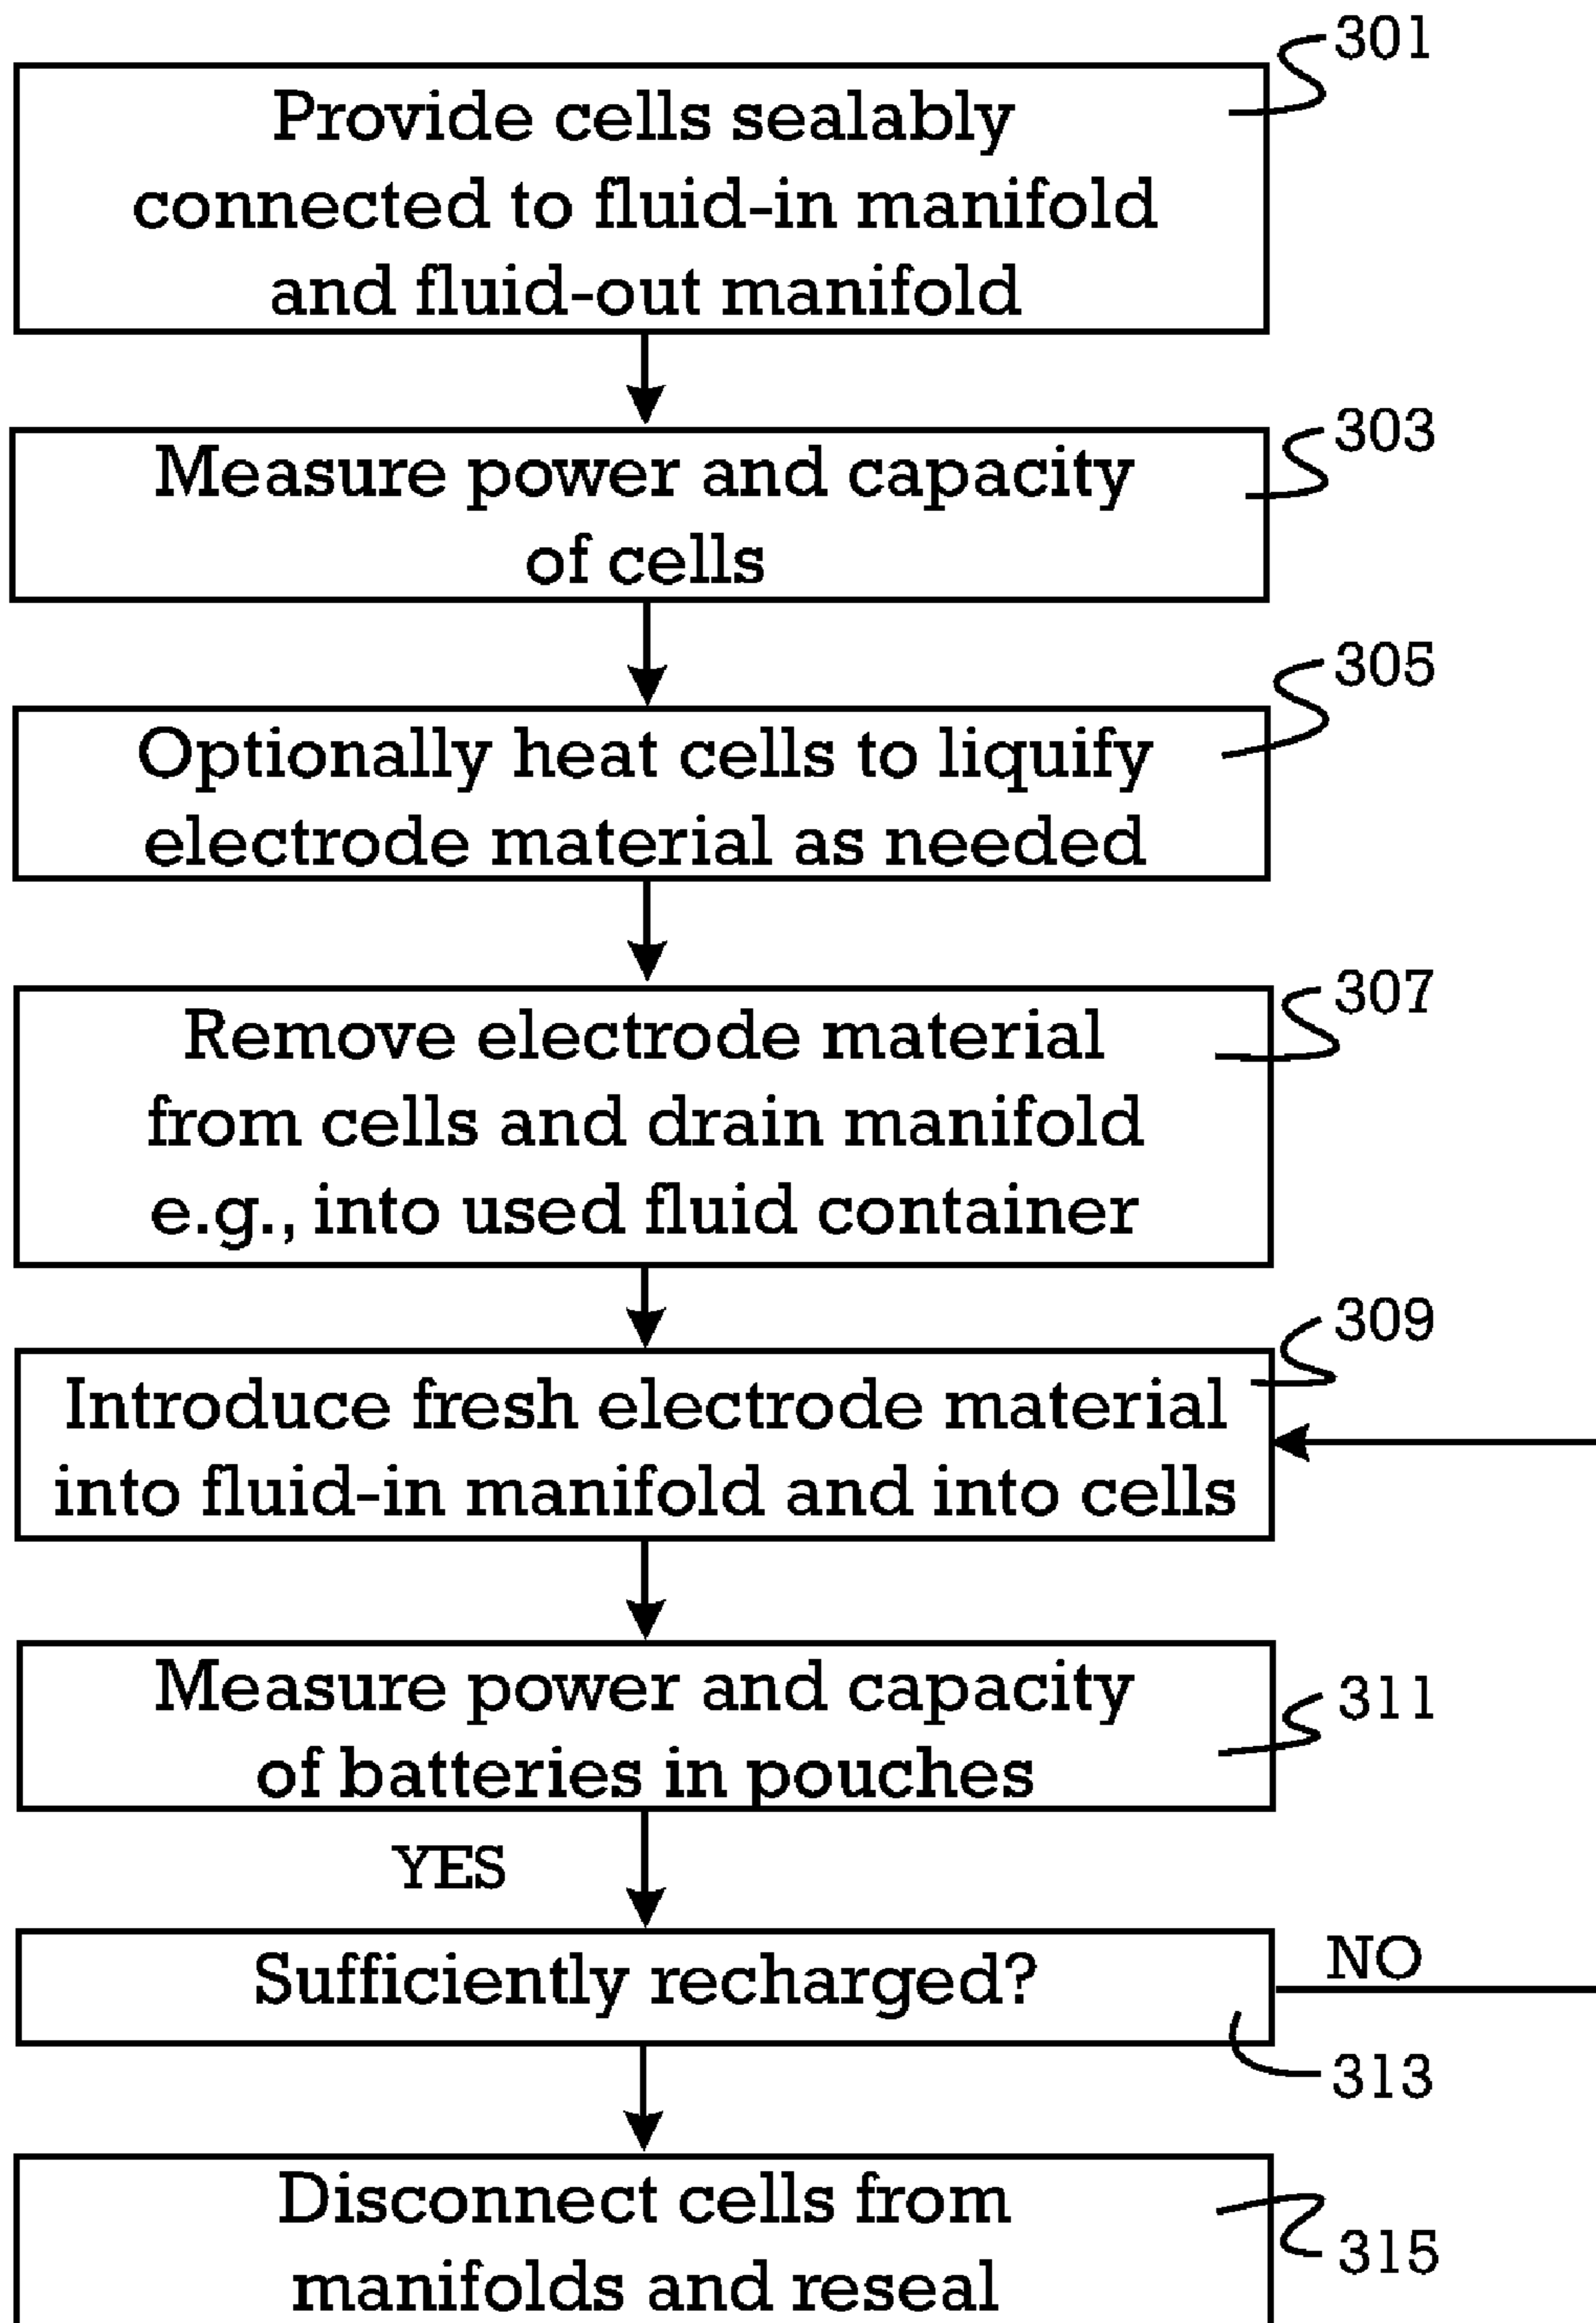 301
Provide cells sealably
connected to fluid-in manifold
and fluid-out manifold
303
Measure power and capacity
of cells
305
Optionally heat cells to liquify
electrode material as needed
307
Remove electrode material
from cells and drain manifold
e.g., into used fluid container
309
Introduce fresh electrode material
into fluid-in manifold and into cells
311
Measure power and capacity
of batteries in pouches
YES
Sufficiently recharged?
NO
313
Disconnect cells from
manifolds and reseal
315